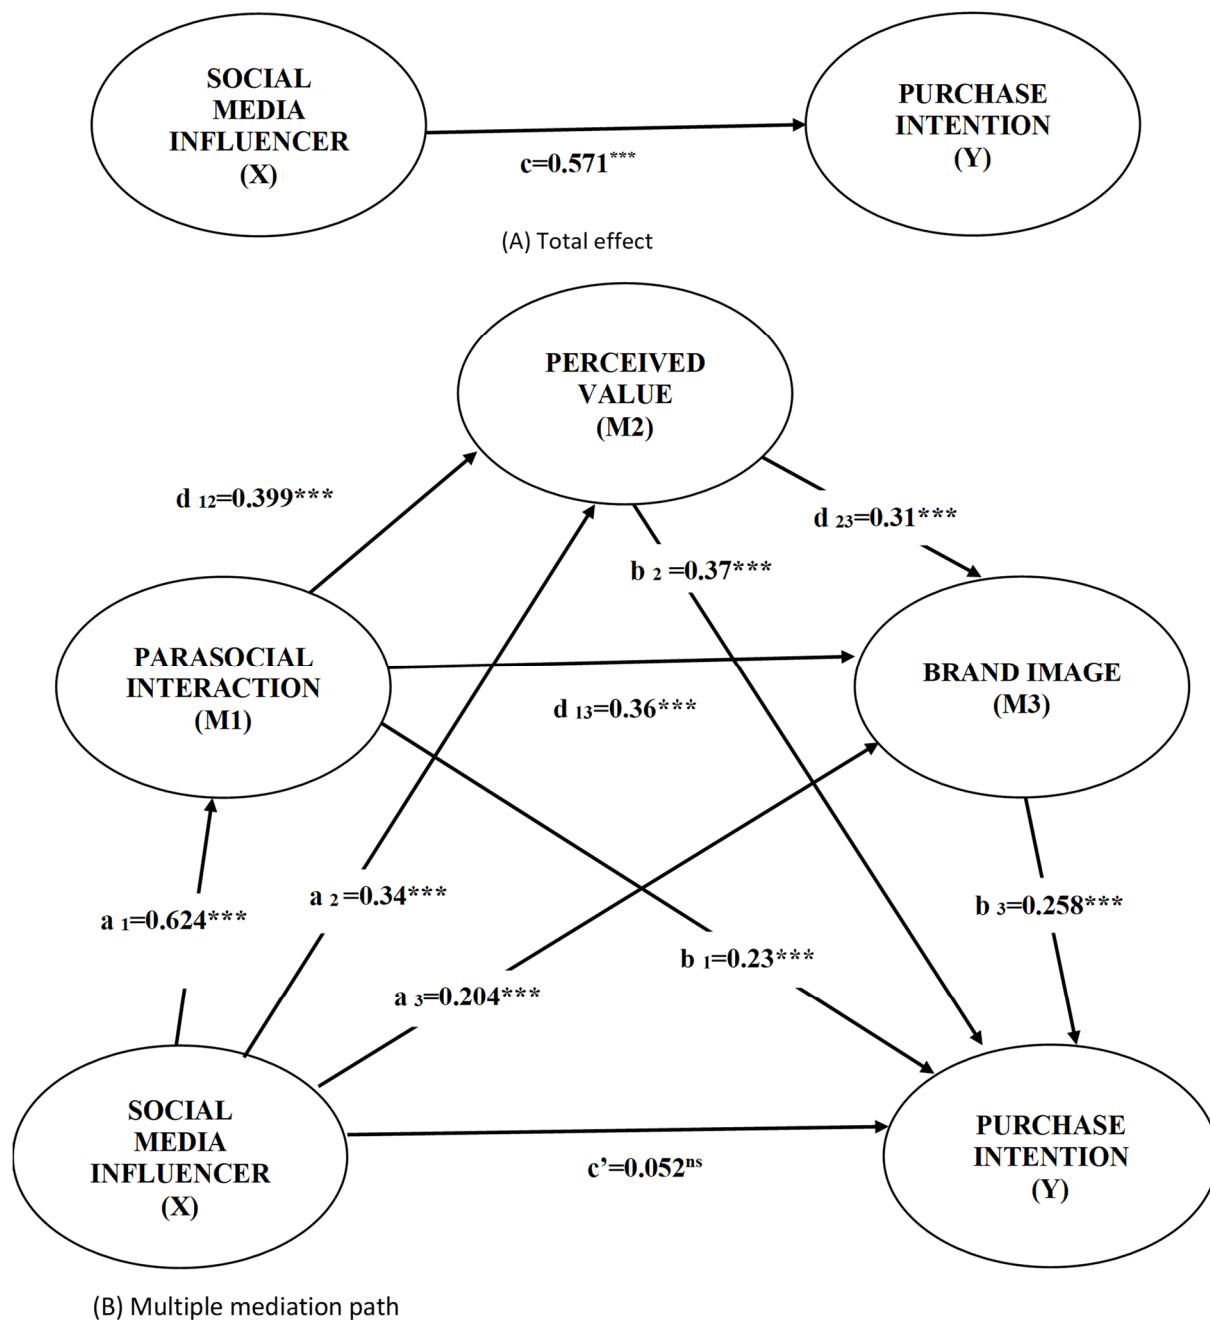 SOCIAL
MEDIA
INFLUENCER
(X)
PURCHASE
INTENTION
(Y)
c=0.571***
(A) Total effect
PERCEIVED
VALUE
(M2)
d 12=0.399***
d 23=0.31***
b 2 =0.37***
PARASOCIAL
INTERACTION
(M1)
BRAND IMAGE
(M3)
d 13=0.36***
a 2=0.34***
a 1=0.624***
b 3=0.258***
b 1=0.23***
a 3=0.204***
SOCIAL
MEDIA
INFLUENCER
(X)
PURCHASE
INTENTION
(Y)
c’=0.052ns
(B) Multiple mediation path